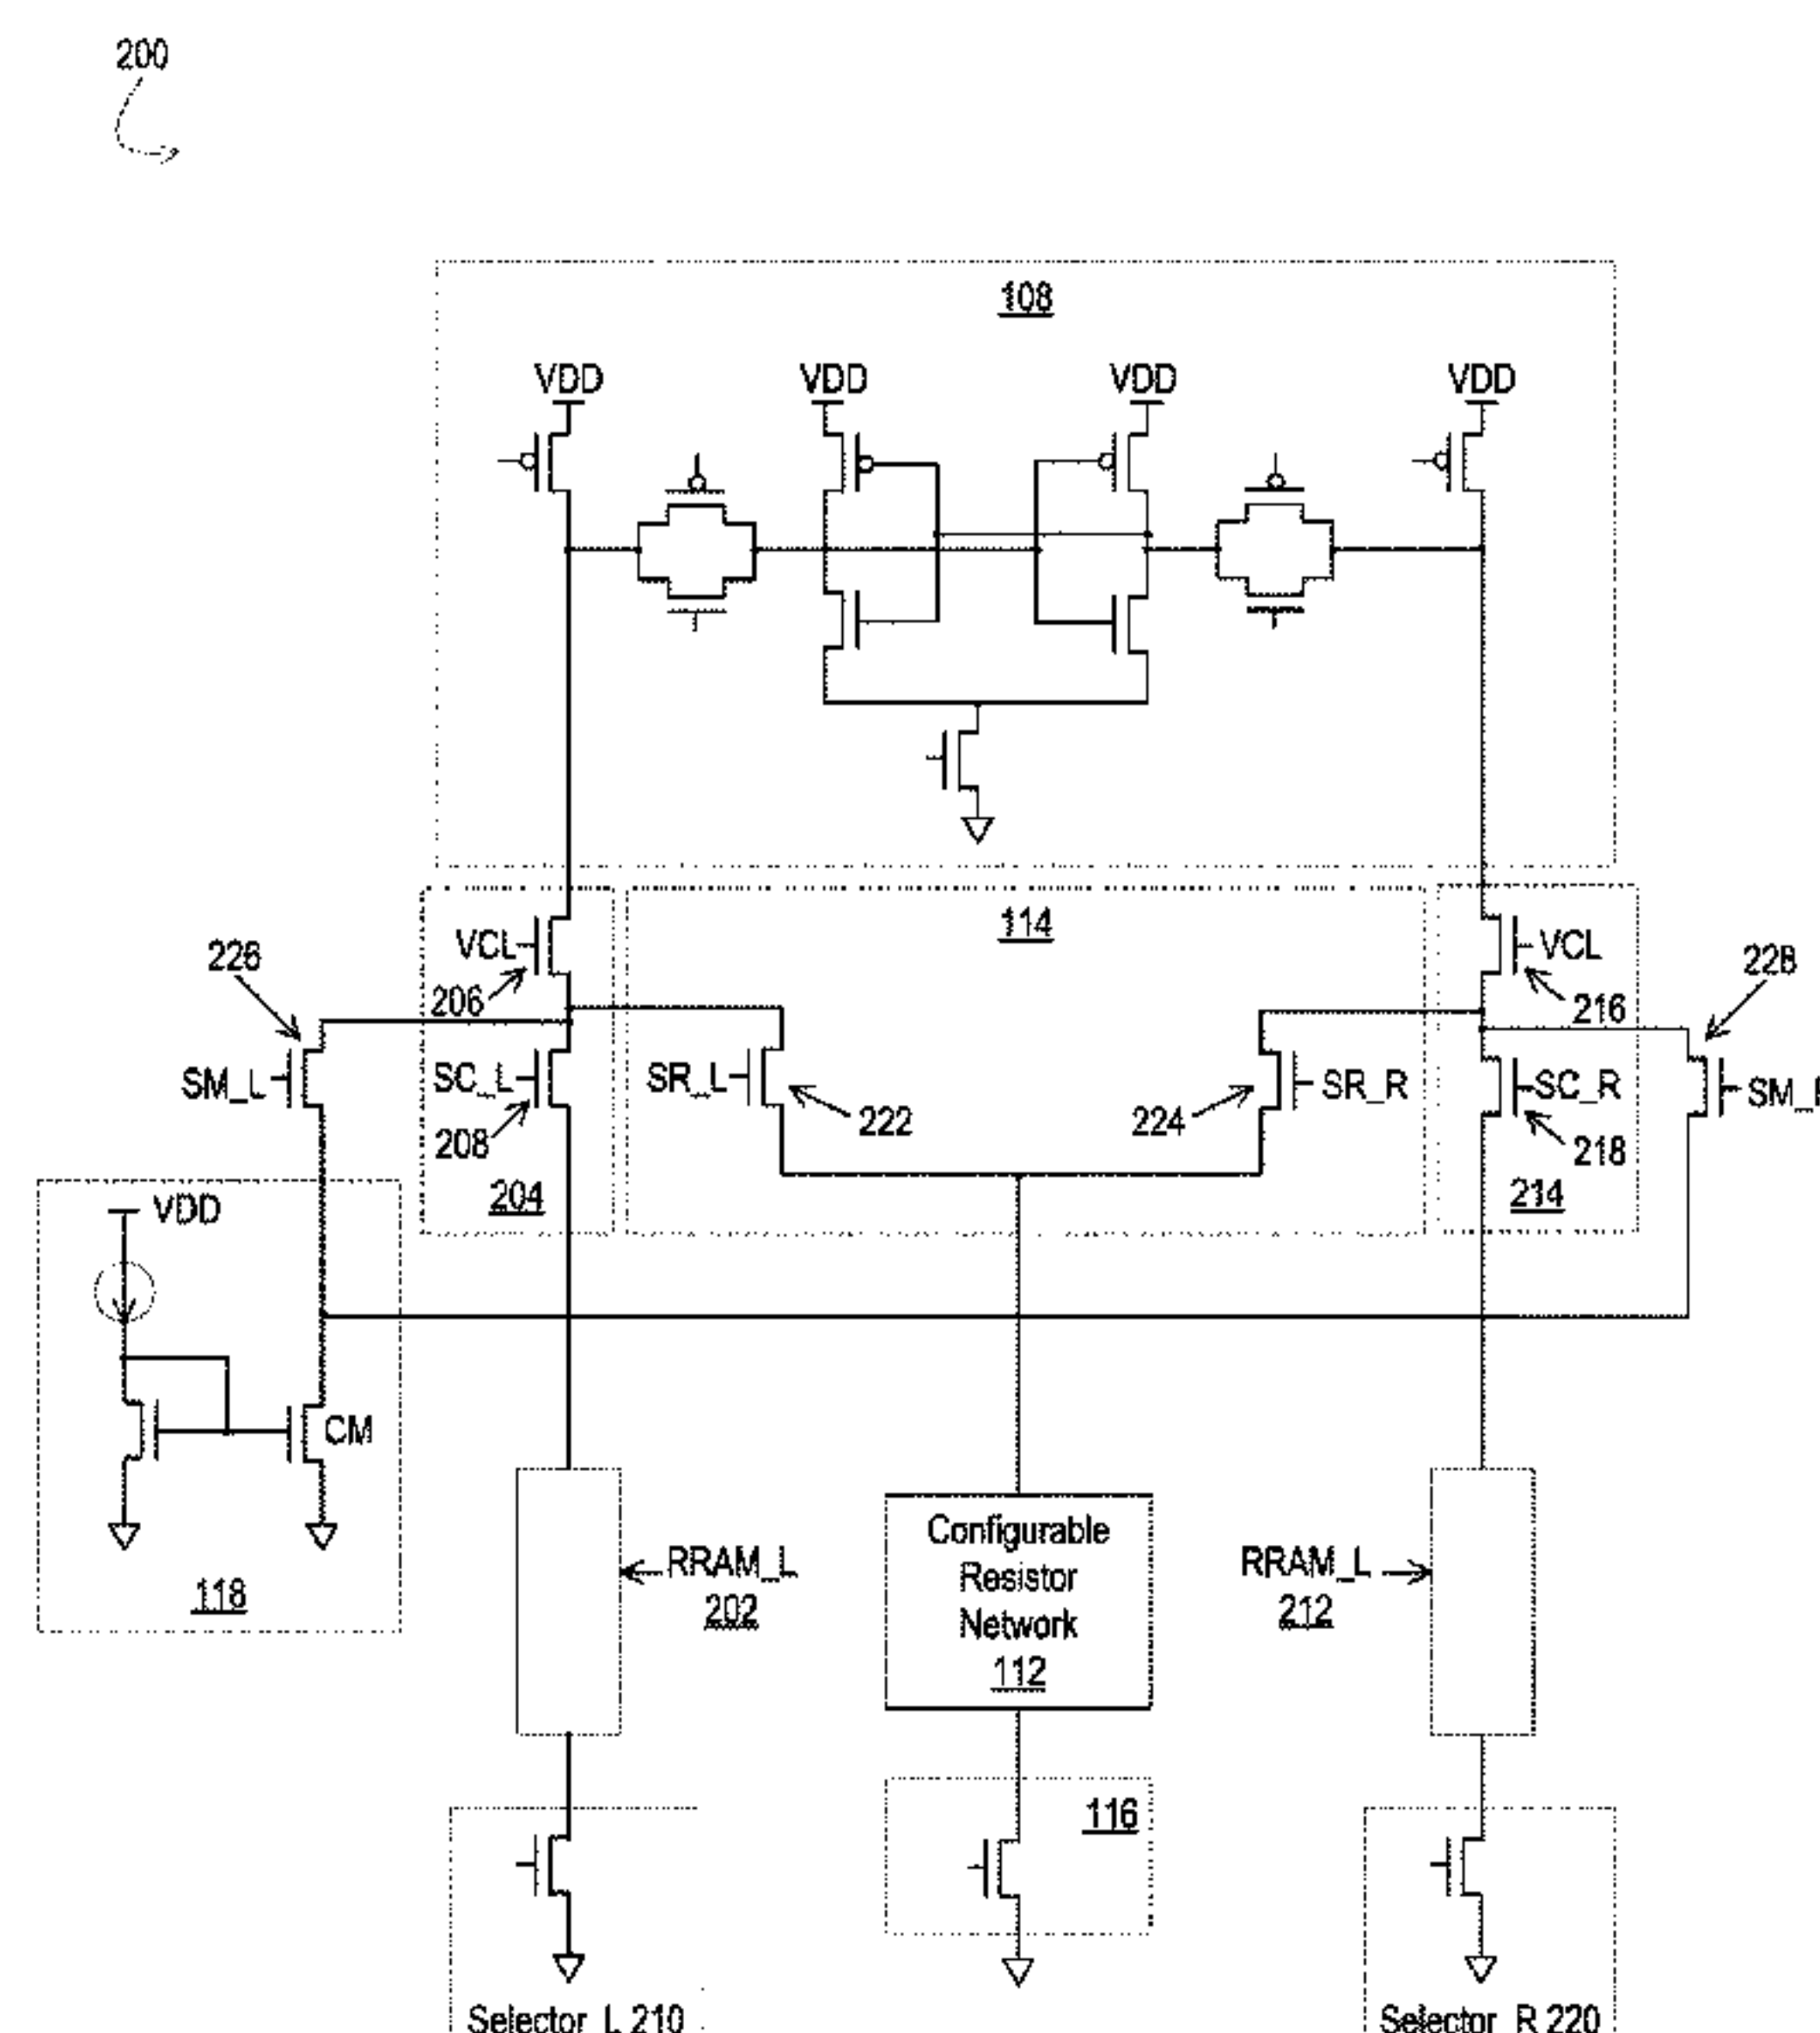 200
108
VDD VDD VDD VDD
114
226
VCL
206
VCL
216
228
SM_L
SC_L
208
SR_L
222
224
SR_R
SC_R
218
204
214
VDD
CM
118
RRAM_L
202
Configurable
Resistor
Network
112
RRAM_L
212
116
Selector_L 210
Selector_R 220